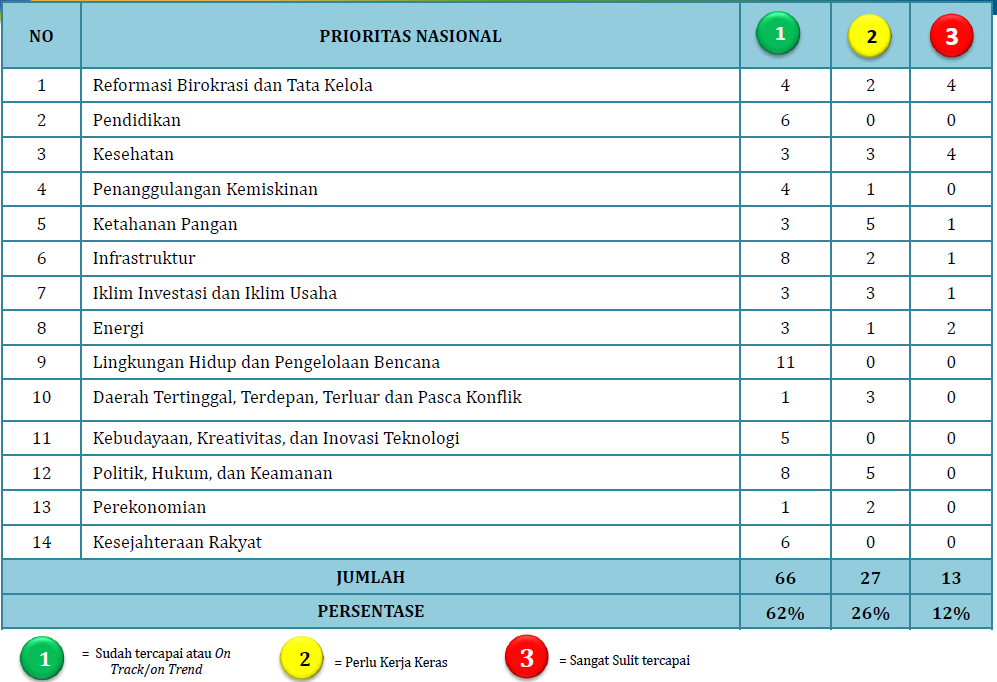 NO PRIORITAS NASIONAL 1 2 3
1 Reformasi Birokrasi dan Tata Kelola 4 2 4
2 Pendidikan 6 0 0
3 Kesehatan 3 3 4
4 Penanggulangan Kemiskinan 4 1 0
5 Ketahanan Pangan 3 5 1
6 Infrastruktur 8 2 1
7 Iklim Investasi dan Iklim Usaha 3 3 1
8 Energi 3 1 2
9 Lingkungan Hidup dan Pengelolaan Bencana 11 0 0
10 Daerah Tertinggal, Terdepan, Terluar dan Pasca Konflik 1 3 0
11 Kebudayaan, Kreativitas, dan Inovasi Teknologi 5 0 0
12 Politik, Hukum, dan Keamanan 8 5 0
13 Perekonomian 1 2 0
14 Kesejahteraan Rakyat 6 0 0
JUMLAH 66 27 13
PERSENTASE 62% 26% 12%
1 = Sudah tercapai atau On
Track/on Trend
2 = Perlu Kerja Keras
3 = Sangat Sulit tercapai